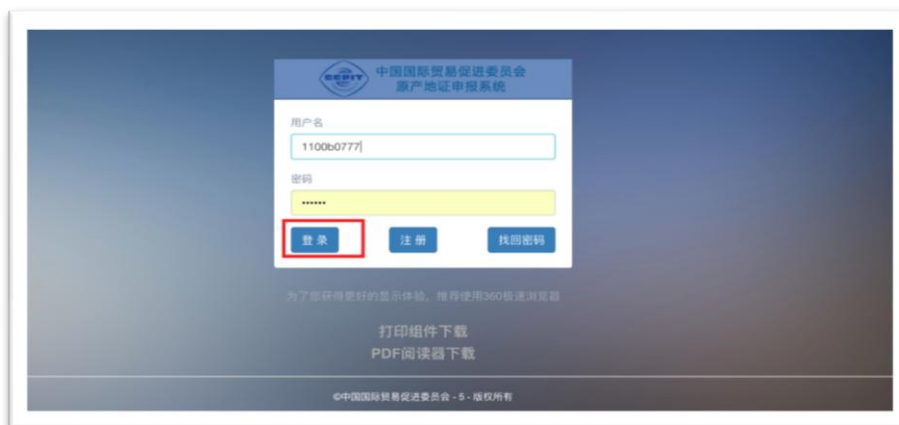 CCPIT
中国国际贸易促进委员会
原产地证申报系统
用户名
1100b0777
密码
••••••
登 录
注 册
找回密码
为了您获得更好的显示体验，推荐使用360极速浏览器
打印组件下载
PDF阅读器下载
©中国国际贸易促进委员会 - 5 - 版权所有